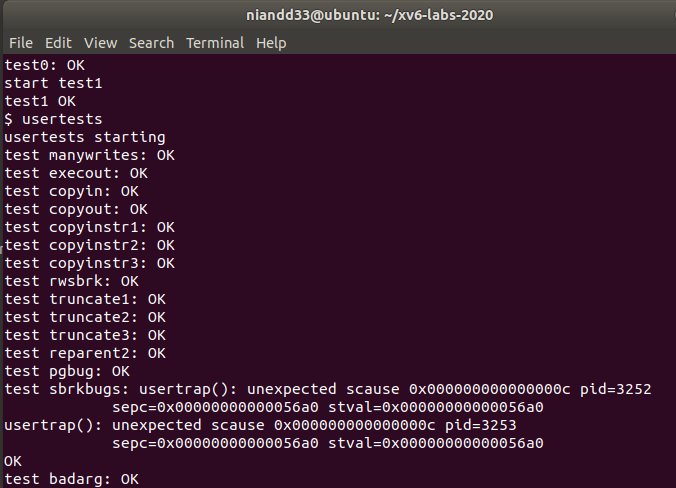 niandd33@ubuntu: ~/xv6-labs-2020
File Edit View Search Terminal Help
test0: OK
start test1
test1 OK
$ usertests
usertests starting
test manywrites: OK
test execout: OK
test copyin: OK
test copyout: OK
test copyinstr1: OK
test copyinstr2: OK
test copyinstr3: OK
test rwsbrk: OK
test truncate1: OK
test truncate2: OK
test truncate3: OK
test reparent2: OK
test pgbug: OK
test sbrkbugs: usertrap(): unexpected scause 0x000000000000000c pid=3252
            sepc=0x00000000000056a0 stval=0x00000000000056a0
usertrap(): unexpected scause 0x000000000000000c pid=3253
            sepc=0x00000000000056a0 stval=0x00000000000056a0
OK
test badarg: OK